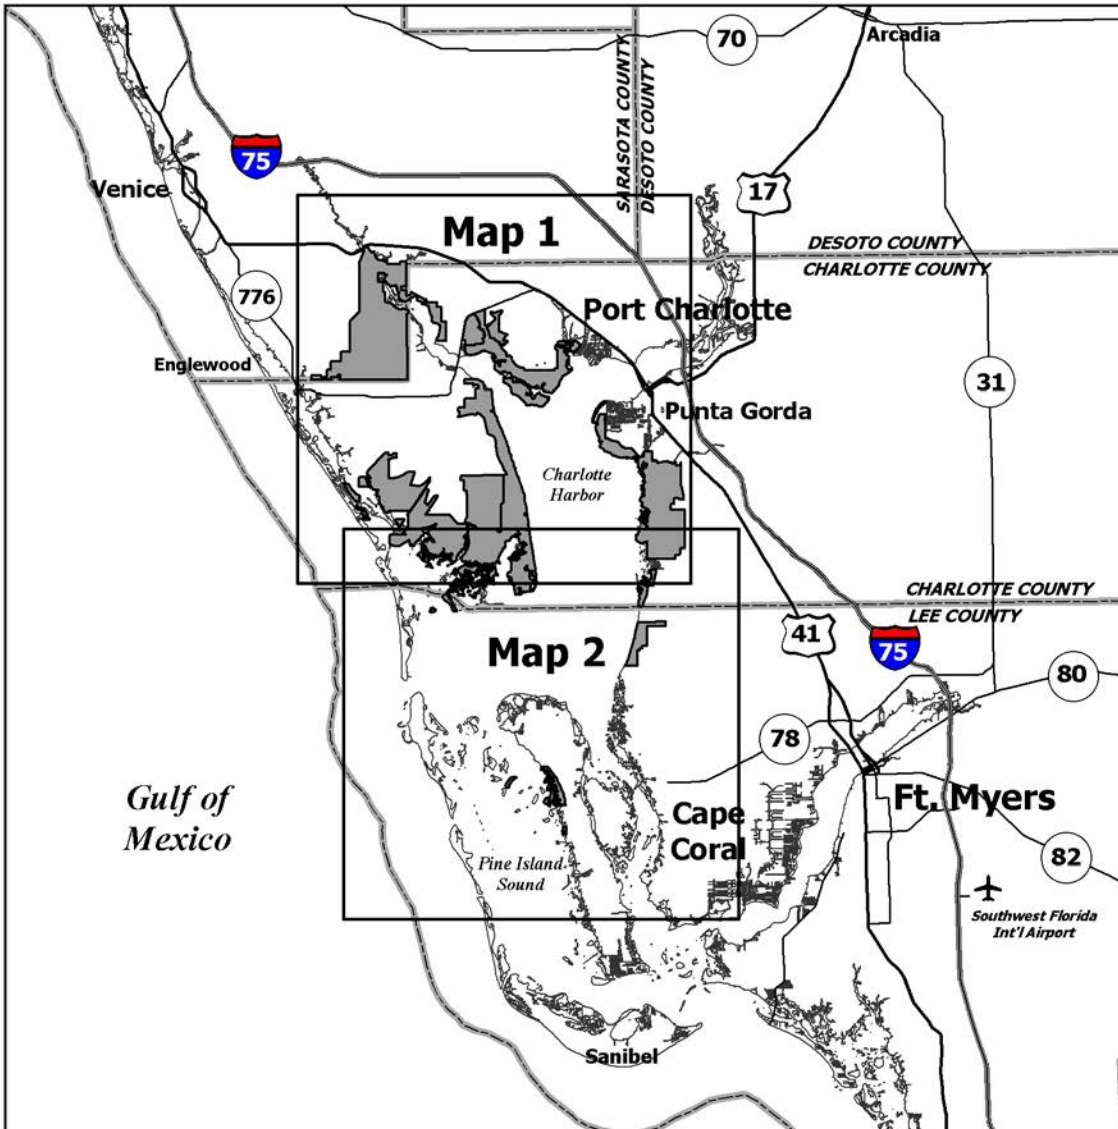 70
Arcadia
SARASOTA COUNTY
DESOTO COUNTY
75
Venice
17
Map 1
DESOTO COUNTY
CHARLOTTE COUNTY
776
Port Charlotte
Englewood
31
Punta Gorda
Charlotte
Harbor
CHARLOTTE COUNTY
LEE COUNTY
41
75
Map 2
80
78
Gulf of
Mexico
Ft. Myers
Cape
Coral
82
Pine Island
Sound
Southwest Florida
Int'l Airport
Sanibel